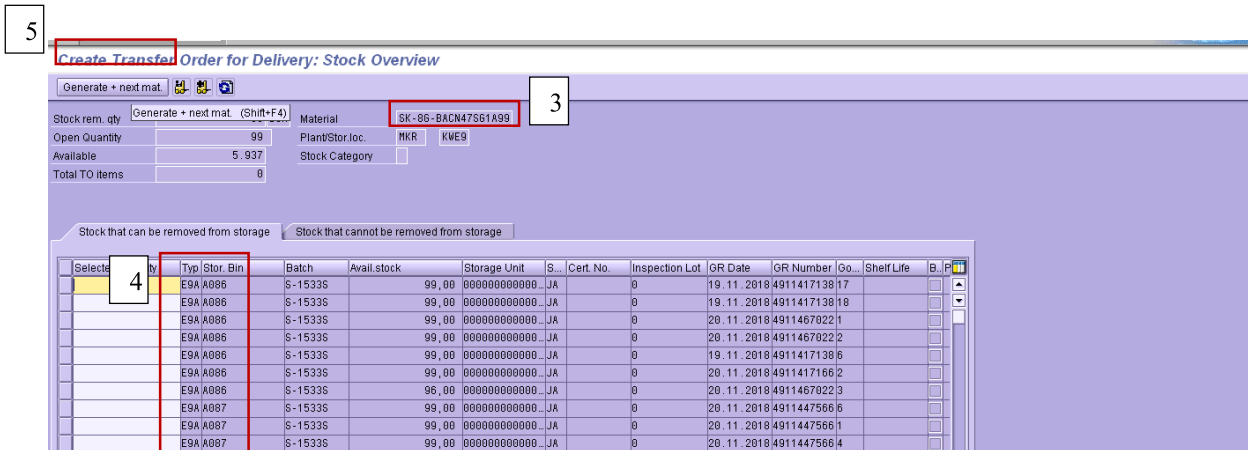 5
Create Transfer Order for Delivery: Stock Overview
Generate + next mat.
3
Generate + next mat. (Shift+F4)
Stock rem. qty Material SK-86-BACN47S61A99
Open Quantity 99 Plant/Stor.loc. MKR KWE9
Available 5.937 Stock Category
Total TO items 0
Stock that can be removed from storage Stock that cannot be removed from storage
4
Selecte ty Typ Stor. Bin Batch Avail.stock Storage Unit S... Cert. No. Inspection Lot GR Date GR Number Go... Shelf Life B.. P
E9A A086 S-1533S 99,00 000000000000... JA 0 19.11.2018 4911417138 17
E9A A086 S-1533S 99,00 000000000000... JA 0 19.11.2018 4911417138 18
E9A A086 S-1533S 99,00 000000000000... JA 0 20.11.2018 4911467022 1
E9A A086 S-1533S 99,00 000000000000... JA 0 20.11.2018 4911467022 2
E9A A086 S-1533S 99,00 000000000000... JA 0 19.11.2018 4911417138 6
E9A A086 S-1533S 99,00 000000000000... JA 0 20.11.2018 4911417166 2
E9A A086 S-1533S 96,00 000000000000... JA 0 20.11.2018 4911467022 3
E9A A087 S-1533S 99,00 000000000000... JA 0 20.11.2018 4911447566 6
E9A A087 S-1533S 99,00 000000000000... JA 0 20.11.2018 4911447566 1
E9A A087 S-1533S 99,00 000000000000... JA 0 20.11.2018 4911447566 4